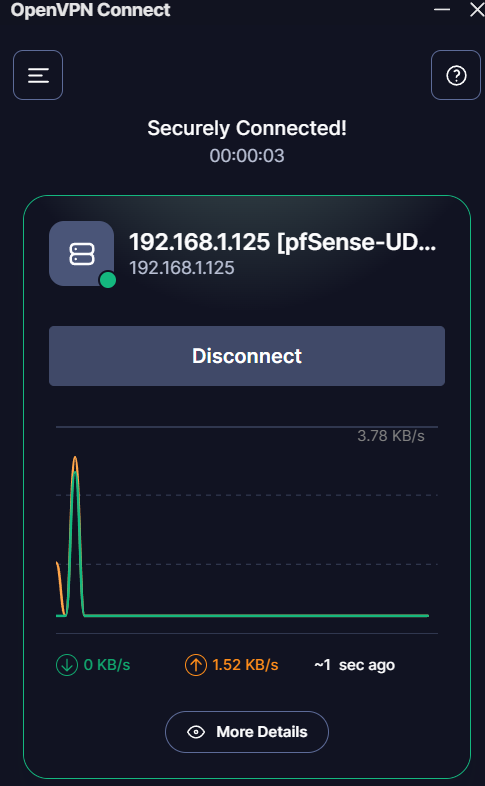 OpenVPN Connect
Securely Connected!
00:00:03
192.168.1.125 [pfSense-UD...
192.168.1.125
Disconnect
3.78 KB/s
0 KB/s 1.52 KB/s ~1 sec ago
More Details